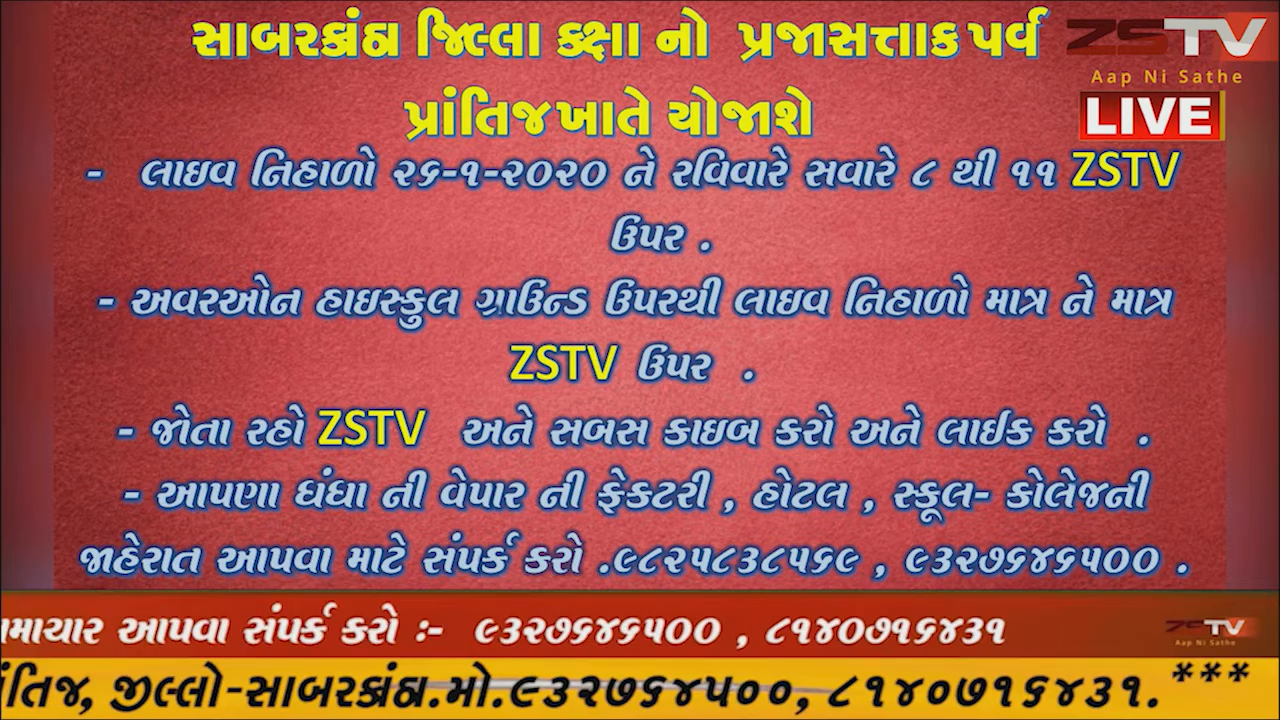 સાબરકાંઠા જિલ્લા કક્ષા નો પ્રજાસત્તાક પર્વ
પ્રાંતિજ ખાતે યોજાશે
ZSTV
Aap Ni Sathe
LIVE
- લાઇવ નિહાળો ૨૬-૧-૨૦૨૦ ને રવિવારે સવારે ૮ થી ૧૧ ZSTV
ઉપર .
- અવરઓન હાઇસ્કુલ ગ્રાઉન્ડ ઉપરથી લાઇવ નિહાળો માત્ર ને માત્ર
ZSTV ઉપર .
- જોતા રહો ZSTV અને સબસ કાઇબ કરો અને લાઈક કરો .
- આપણા ધંધા ની વેપાર ની ફેકટરી , હોટલ , સ્કૂલ- કોલેજની
જાહેરાત આપવા માટે સંપર્ક કરો .૯૮૨૫૮૩૮૫૬૯ , ૯૩૨૭૬૪૬૫૦૦ .
માચાર આપવા સંપર્ક કરો :- ૯૩૨૭૬૪૬૫૦૦ , ૮૧૪૦૭૧૬૪૩૧
ZSTV
Aap Ni Sathe
ાંતિજ, જીલ્લો-સાબરકાંઠા.મો.૯૩૨૭૬૪૫૦૦, ૮૧૪૦૭૧૬૪૩૧. ***